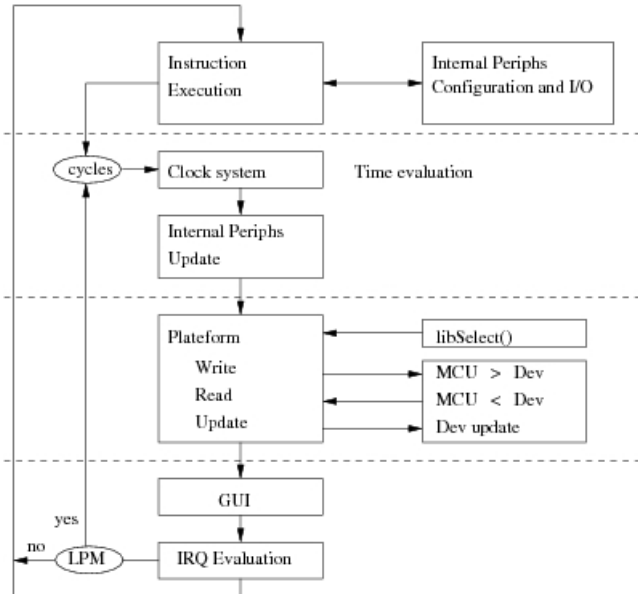 Instruction
Execution
Internal Periphs
Configuration and I/O
cycles
Clock system
Time evaluation
Internal Periphs
Update
Plateform
Write
Read
Update
libSelect()
MCU > Dev
MCU < Dev
Dev update
GUI
yes
no
LPM
IRQ Evaluation